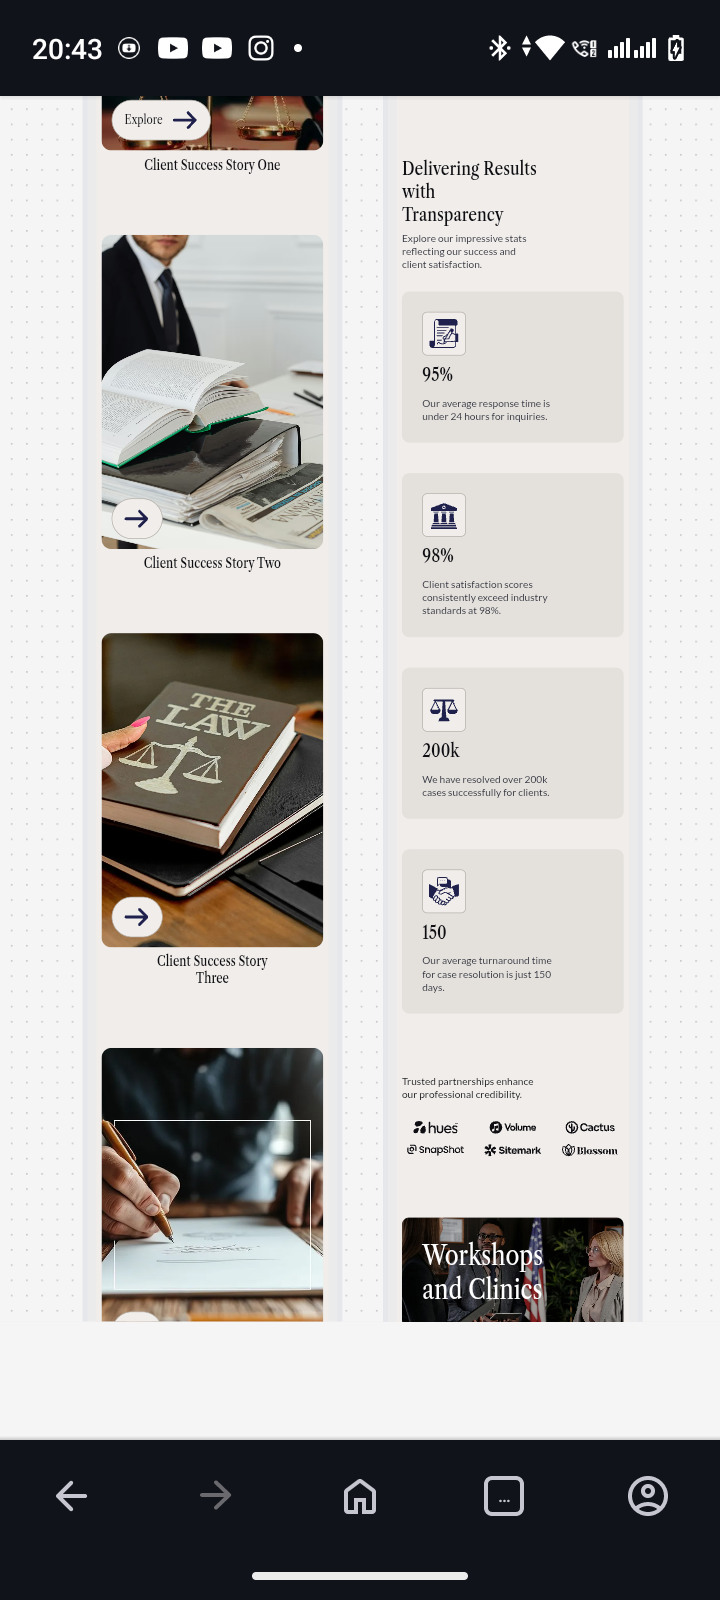 20:43
Explore
Client Success Story One
Client Success Story Two
THE
LAW
Client Success Story
Three
Delivering Results
with
Transparency
Explore our impressive stats
reflecting our success and
client satisfaction.
95%
Our average response time is
under 24 hours for inquiries.
98%
Client satisfaction scores
consistently exceed industry
standards at 98%.
200k
We have resolved over 200k
cases successfully for clients.
150
Our average turnaround time
for case resolution is just 150
days.
Trusted partnerships enhance
our professional credibility.
hues Volume Cactus
SnapShot Sitemark Blossom
Workshops
and Clinics
...